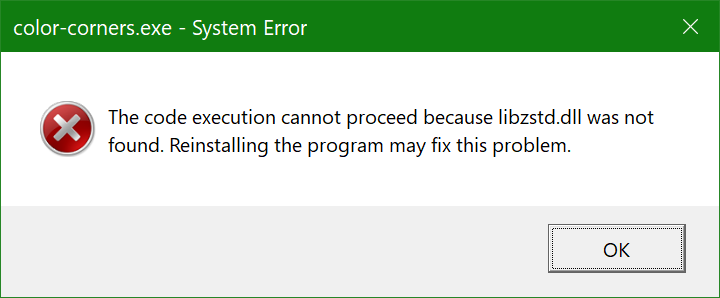 color-corners.exe - System Error
The code execution cannot proceed because libzstd.dll was not
found. Reinstalling the program may fix this problem.
OK